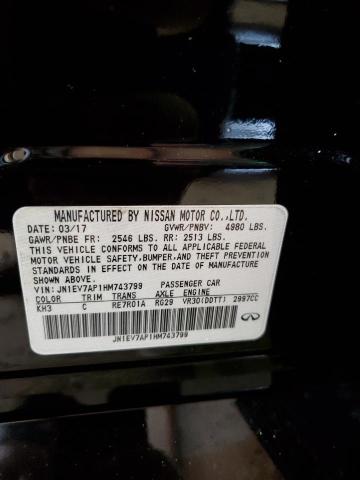 MANUFACTURED BY NISSAN MOTOR CO.,LTD.
DATE: 03/17 GVWR/PNBV: 4980 LBS.
GAWR/PNBE FR: 2546 LBS. RR: 2513 LBS.
THIS VEHICLE CONFORMS TO ALL APPLICABLE FEDERAL
MOTOR VEHICLE SAFETY,BUMPER,AND THEFT PREVENTION
STANDARDS IN EFFECT ON THE DATE OF MANUFACTURE
SHOWN ABOVE.
VIN: JN1EV7AP1HM743799 PASSENGER CAR
COLOR TRIM TRANS AXLE ENGINE
KH3 C RE7R01A RG29 VR30(DDTT) 2997CC
JN1EV7AP1HM743799